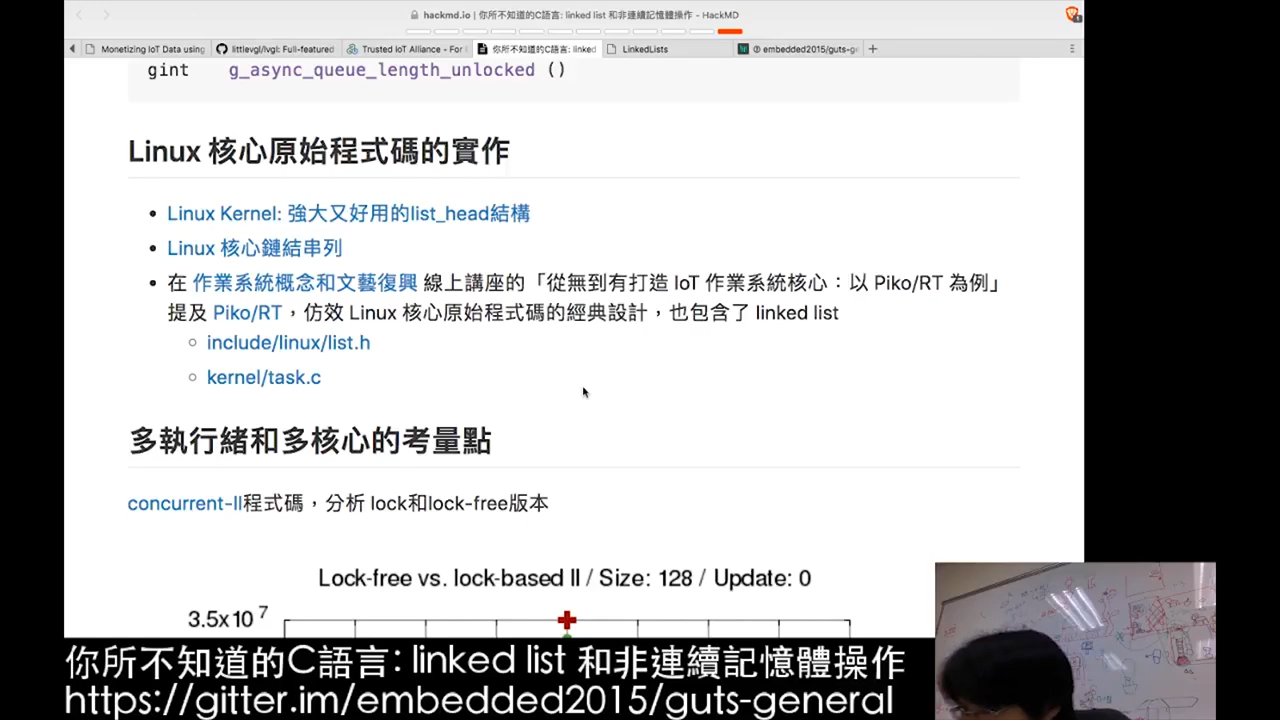 hackmd.io | 你所不知道的C語言: linked list 和非連續記憶體操作 - HackMD
Monetizing IoT Data using
littlevgl/lvgl: Full-featured
Trusted IoT Alliance - For
你所不知道的C語言: linked
LinkedLists
embedded2015/guts-g
gint g_async_queue_length_unlocked ()
Linux 核心原始程式碼的實作
Linux Kernel: 強大又好用的list_head結構
Linux 核心鏈結串列
在 作業系統概念和文藝復興 線上講座的「從無到有打造 IoT 作業系統核心：以 Piko/RT 為例」
提及 Piko/RT，仿效 Linux 核心原始程式碼的經典設計，也包含了 linked list
include/linux/list.h
kernel/task.c
多執行緒和多核心的考量點
concurrent-ll程式碼，分析 lock和lock-free版本
Lock-free vs. lock-based ll / Size: 128 / Update: 0
3.5x10 7
你所不知道的C語言: linked list 和非連續記憶體操作
https://gitter.im/embedded2015/guts-general